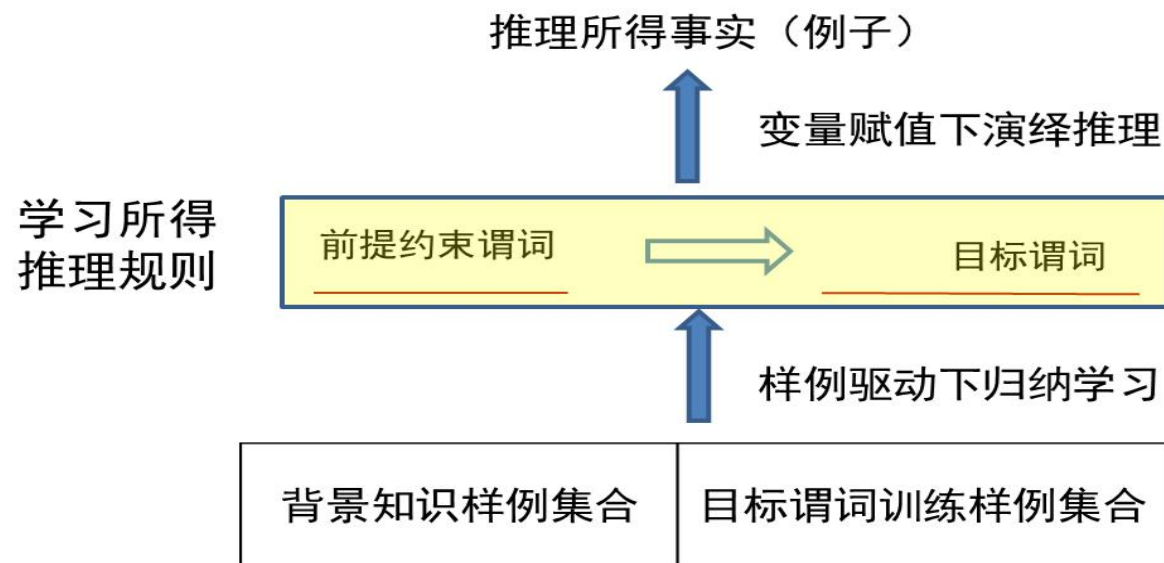 推理所得事实（例子）
变量赋值下演绎推理
学习所得
推理规则
前提约束谓词
目标谓词
样例驱动下归纳学习
背景知识样例集合
目标谓词训练样例集合